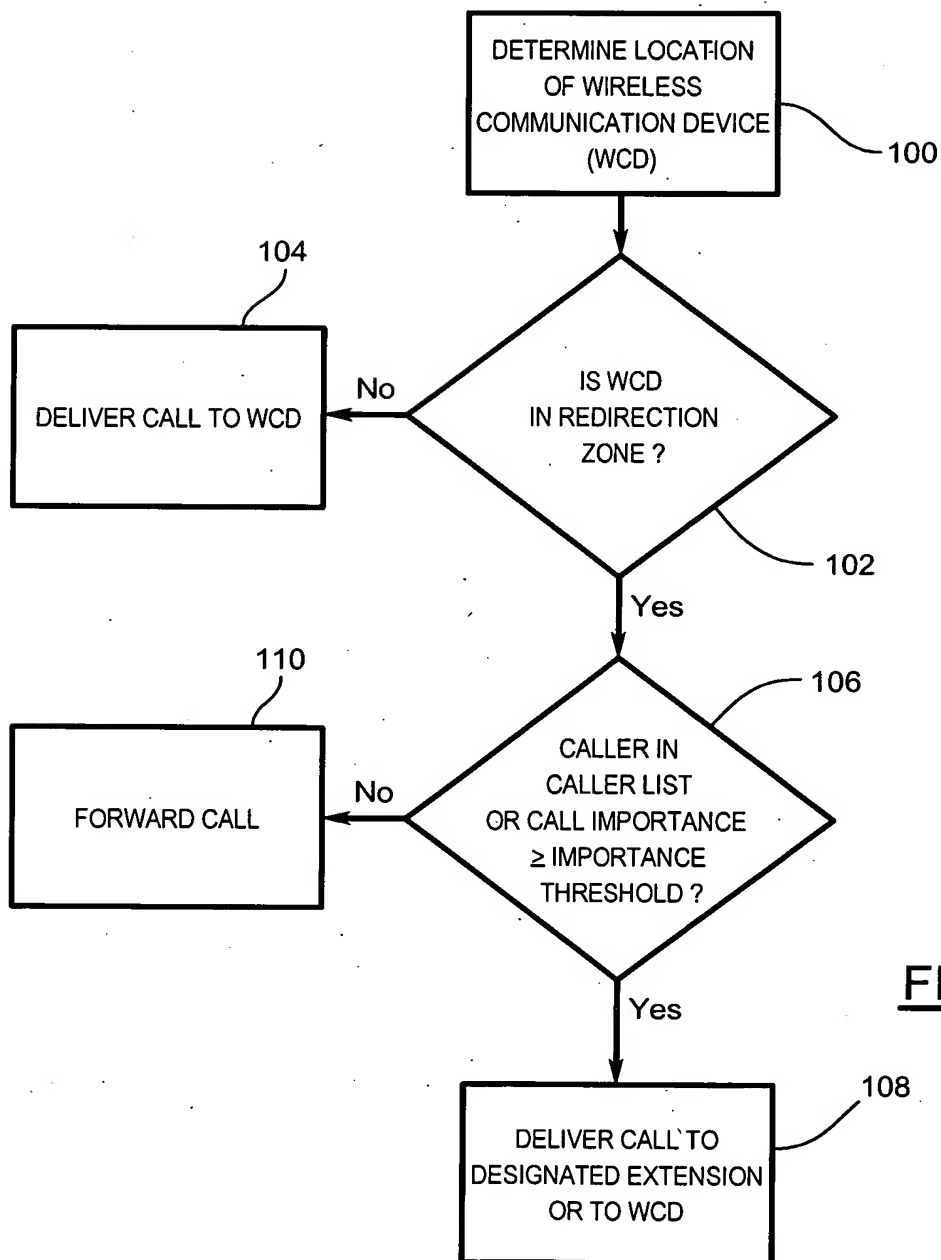 DETERMINE LOCATION
OF WIRELESS
COMMUNICATION DEVICE
(WCD)
100
104
DELIVER CALL TO WCD
No
IS WCD
IN REDIRECTION
ZONE ?
102
Yes
110
106
FORWARD CALL
No
CALLER IN
CALLER LIST
OR CALL IMPORTANCE
≥ IMPORTANCE
THRESHOLD ?
Yes
108
DELIVER CALL TO
DESIGNATED EXTENSION
OR TO WCD